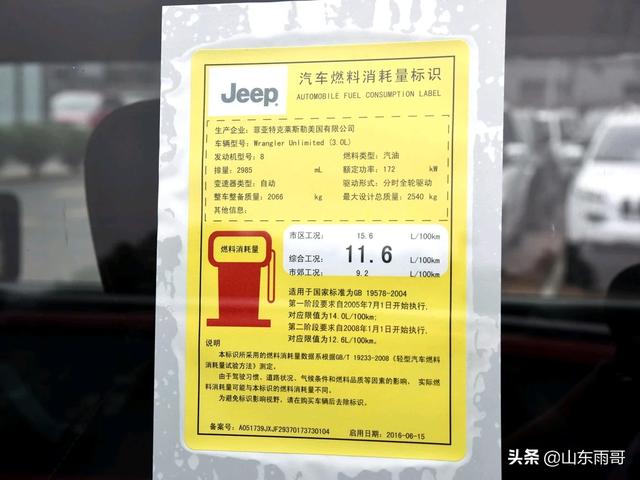 Jeep
汽车燃料消耗量标识
AUTOMOBILE FUEL CONSUMPTION LABEL
生产企业：菲亚特克莱斯勒美国有限公司
车辆型号：Wrangler Unlimited (3.0L)
发动机型号：8 燃料类型：汽油
排量：2985 mL 额定功率：172 kW
变速器类型：自动 驱动形式：分时全轮驱动
整车整备质量：2066 kg 最大设计总质量：2540 kg
其他信息：
燃料消耗量
市区工况： 15.6 L/100km
综合工况： 11.6 L/100km
市郊工况： 9.2 L/100km
适用于国家标准为GB 19578-2004
第一阶段要求自2005年7月1日开始执行，
对应限值为14.0L/100km；
第二阶段要求自2008年1月1日开始执行，
对应限值为12.6L/100km；
说明
本标识所采用的燃料消耗量数据系根据GB/T 19233-2008《轻型汽车燃料
消耗量试验方法》测定。
由于驾驶习惯、道路状况、气候条件和燃料品质等因素的影响，实际燃
料消耗量可能与本标识的燃料消耗量不同。
为避免标识影响视野，请在购买车辆后去除标识。
备案号：AO51739JXJF29370173730104 启用日期：2016-06-15
头条 @山东雨哥